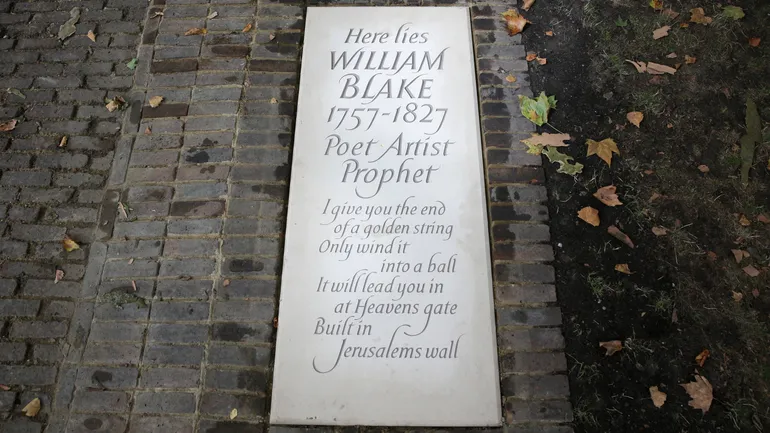 Here lies
WILLIAM
BLAKE
1757-1827
Poet Artist
Prophet
I give you the end
of a golden string
Only wind it
into a ball
It will lead you in
at Heavens gate
Built in
Jerusalems wall